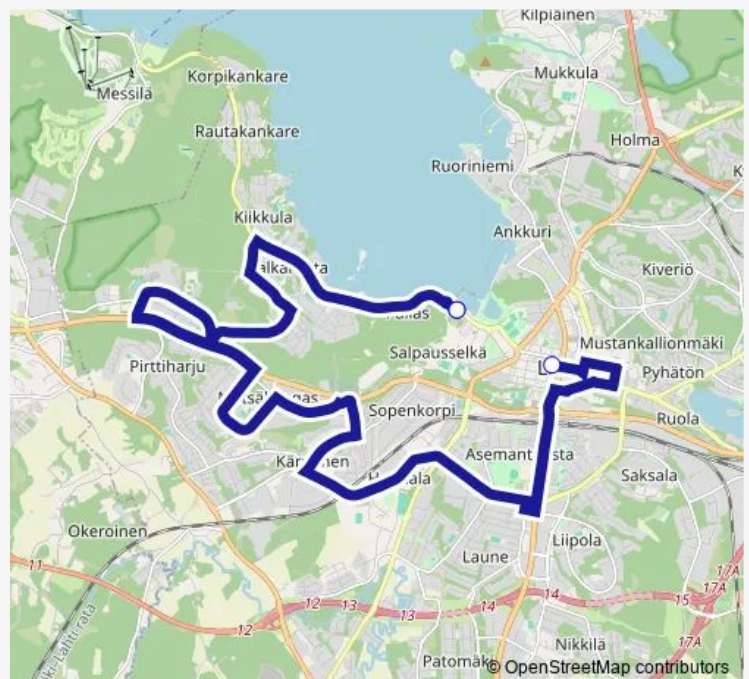 Kilpiäinen
Mukkula
Messilä
Korpikankare
Rautakankare
Holma
Ruoriniemi
Kiikkula
Ankkuri
Kiveriö
Salpausselkä
Mustankallionmäki
Pirttiharju
Pyhätön
Sopenkorpi
Ruola
Saksala
Okeroinen
Laune
Liipola
11
12
12
13
13
14
14
15
17A
17A
Nikkilä
© OpenStreetMap contributors